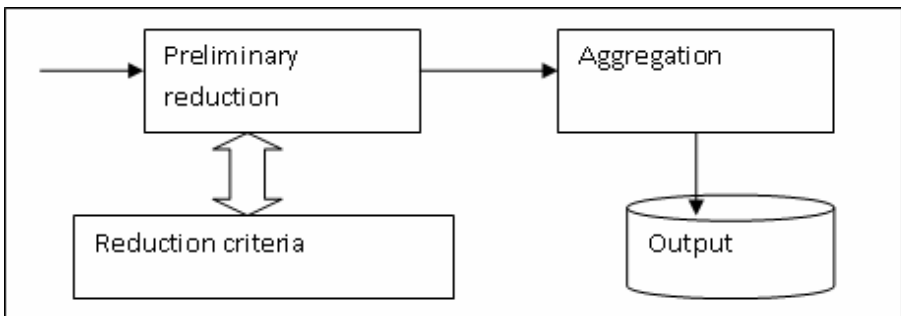 Preliminary
reduction
Aggregation
Reduction criteria
Output